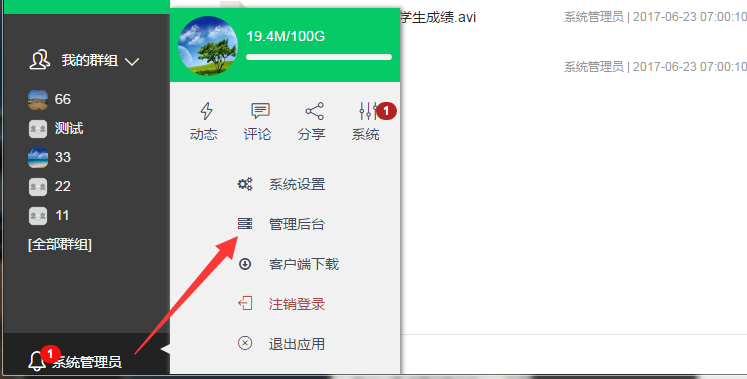 学生成绩.avi
系统管理员 | 2017-06-23 07:00:10
19.4M/100G
我的群组
系统管理员 | 2017-06-23 07:00:10
66
1
动态 评论 分享 系统
测试
33
22
11
[全部群组]
系统设置
管理后台
客户端下载
注销登录
退出应用
1
系统管理员